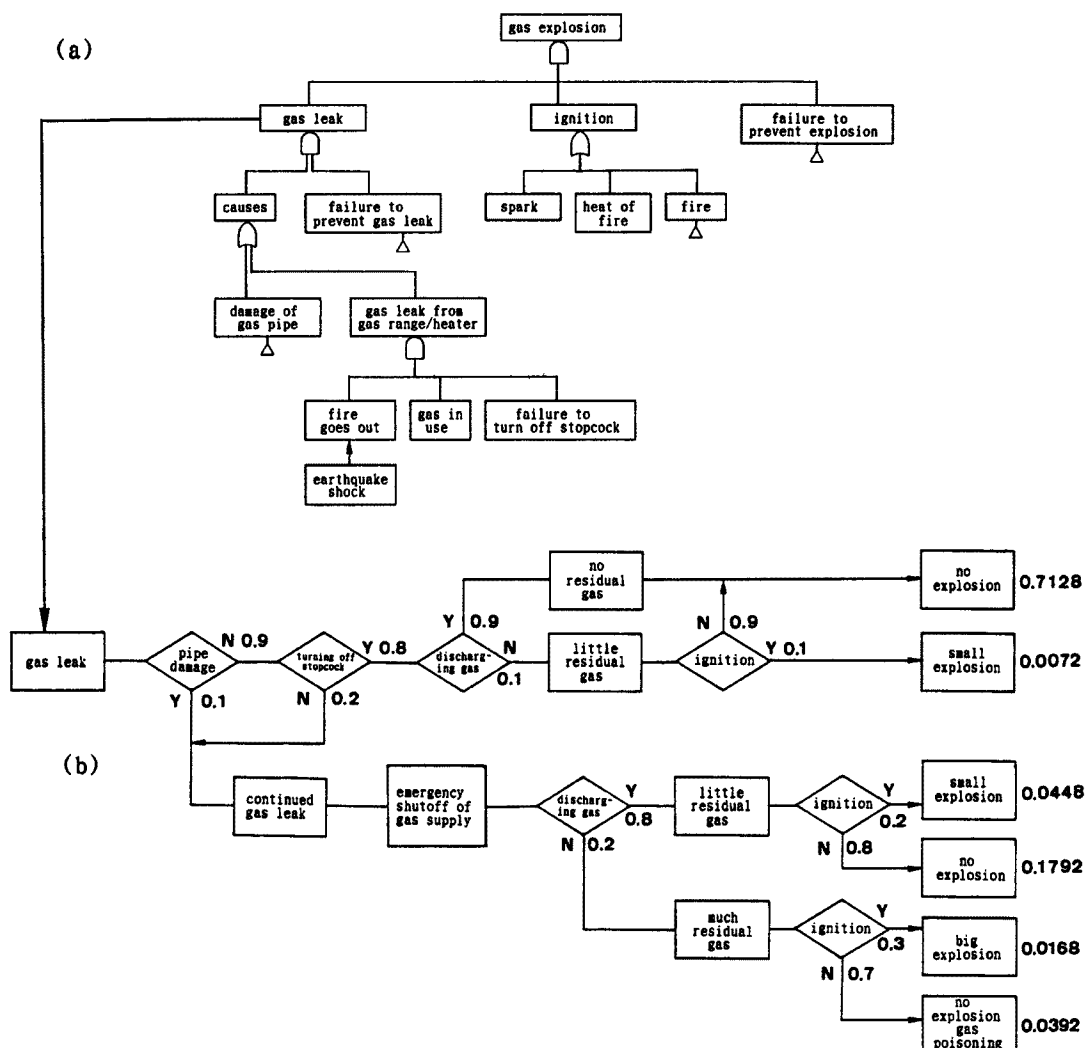 (a)
gas explosion
gas leak
ignition
failure to
prevent explosion
causes
failure to
prevent gas leak
spark
heat of
fire
fire
damage of
gas pipe
gas leak from
gas range/heater
fire
goes out
gas in
use
failure to
turn off stopcock
earthquake
shock
gas leak
pipe
damage
N 0.9
Y 0.1
turning off
stopcock
Y 0.8
N 0.2
discharg-
ing gas
Y 0.9
N
0.1
no
residual
gas
little
residual
gas
ignition
N 0.9
Y 0.1
no
explosion
0.7128
small
explosion
0.0072
(b)
continued
gas leak
emergency
shutoff of
gas supply
discharg-
ing gas
Y
0.8
N 0.2
little
residual
gas
ignition
Y
0.2
N 0.8
small
explosion
0.0448
no
explosion
0.1792
much
residual
gas
ignition
Y
0.3
N 0.7
big
explosion
0.0168
no
explosion
gas
poisoning
0.0392